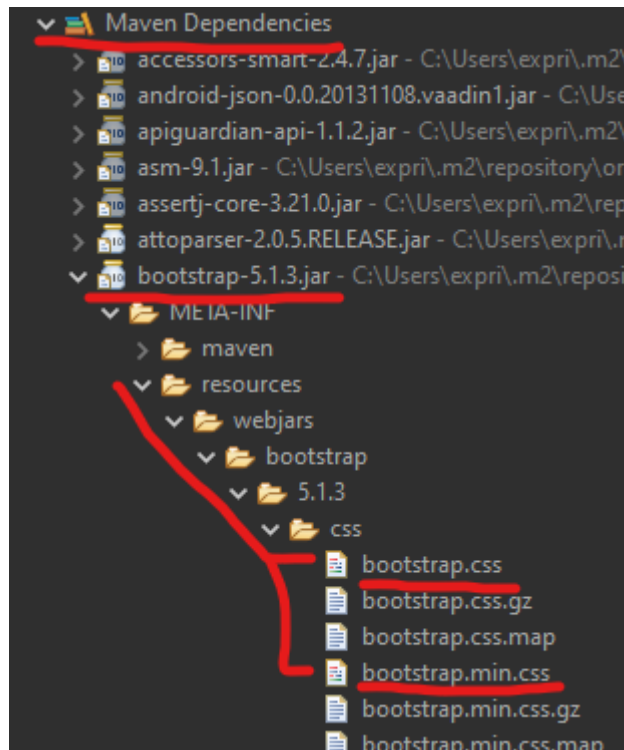 Maven Dependencies
accessors-smart-2.4.7.jar - C:\Users\expri\.m2\
android-json-0.0.20131108.vaadin1.jar - C:\Use
apiguardian-api-1.1.2.jar - C:\Users\expri\.m2\
asm-9.1.jar - C:\Users\expri\.m2\repository\or
assertj-core-3.21.0.jar - C:\Users\expri\.m2\rep
attoparser-2.0.5.RELEASE.jar - C:\Users\expri\.r
bootstrap-5.1.3.jar - C:\Users\expri\.m2\reposi
META-INF
maven
resources
webjars
bootstrap
5.1.3
css
bootstrap.css
bootstrap.css.gz
bootstrap.css.map
bootstrap.min.css
bootstrap.min.css.gz
bootstrap.min.css.map